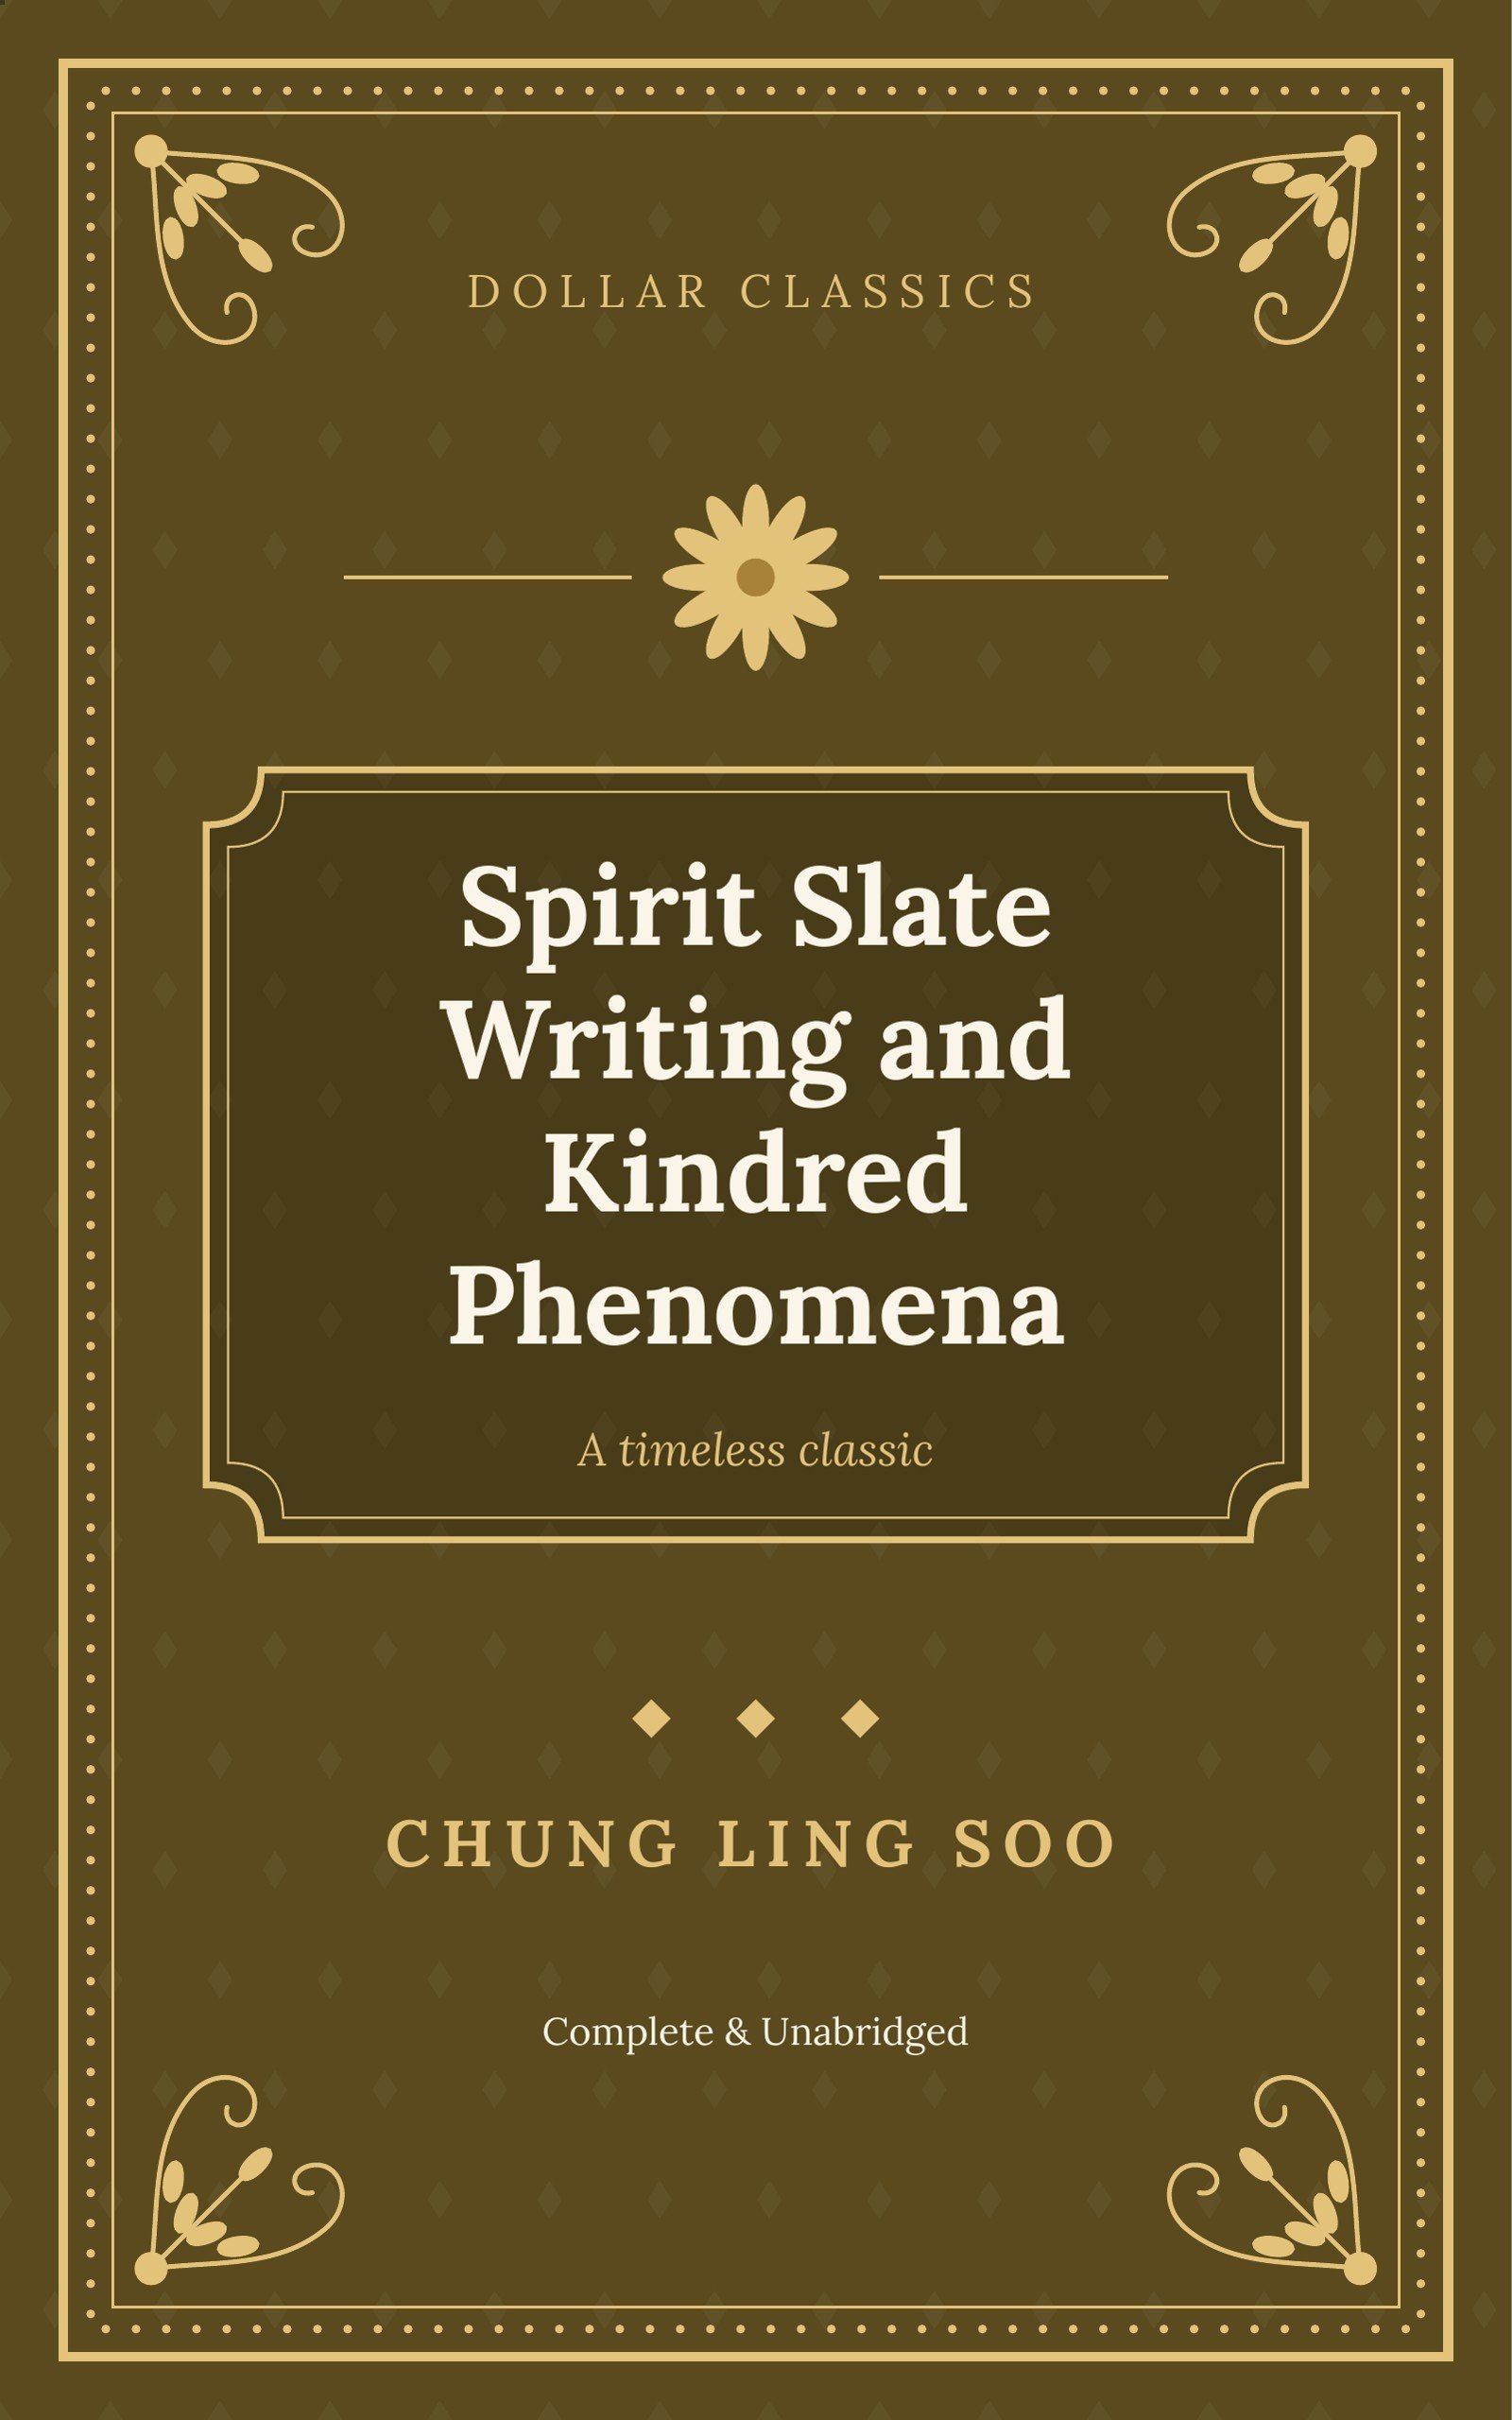 DOLLAR CLASSICS
Spirit Slate
Writing and
Kindred
Phenomena
A timeless classic
CHUNG LING SOO
Complete & Unabridged